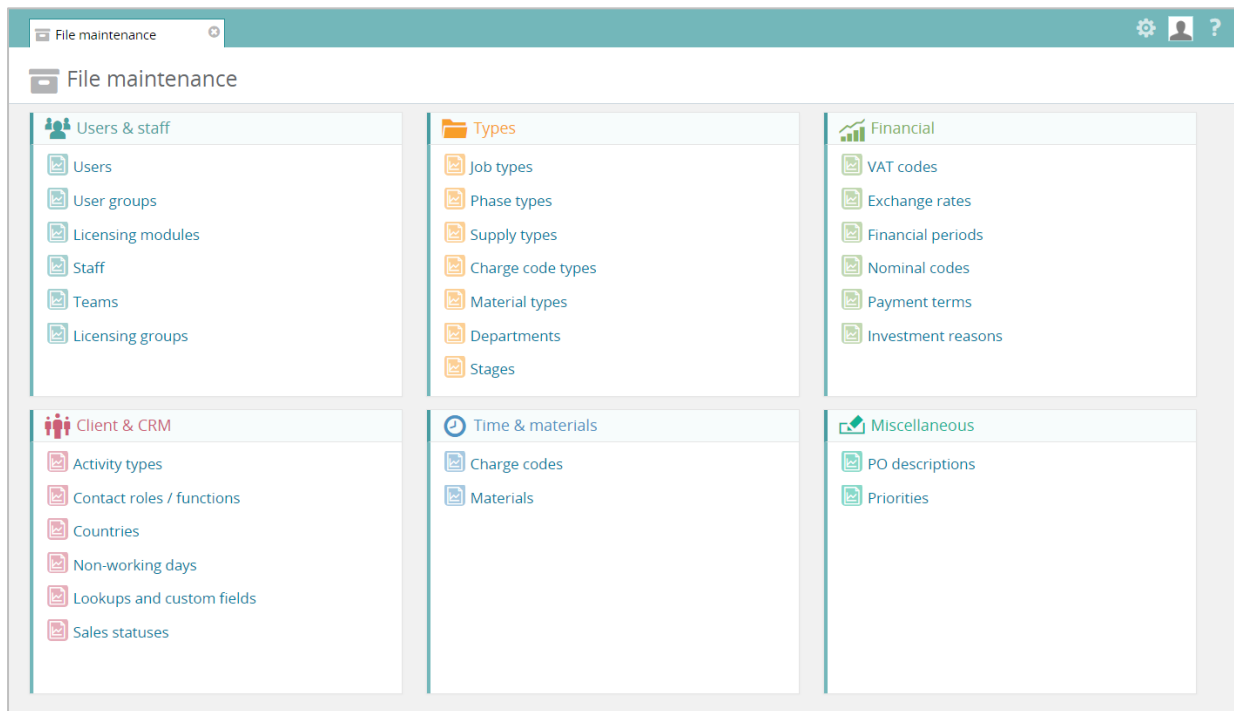 File maintenance
?
File maintenance
Users & staff
Users
User groups
Licensing modules
Staff
Teams
Licensing groups
Types
Job types
Phase types
Supply types
Charge code types
Material types
Departments
Stages
Financial
VAT codes
Exchange rates
Financial periods
Nominal codes
Payment terms
Investment reasons
Client & CRM
Activity types
Contact roles / functions
Countries
Non-working days
Lookups and custom fields
Sales statuses
Time & materials
Charge codes
Materials
Miscellaneous
PO descriptions
Priorities